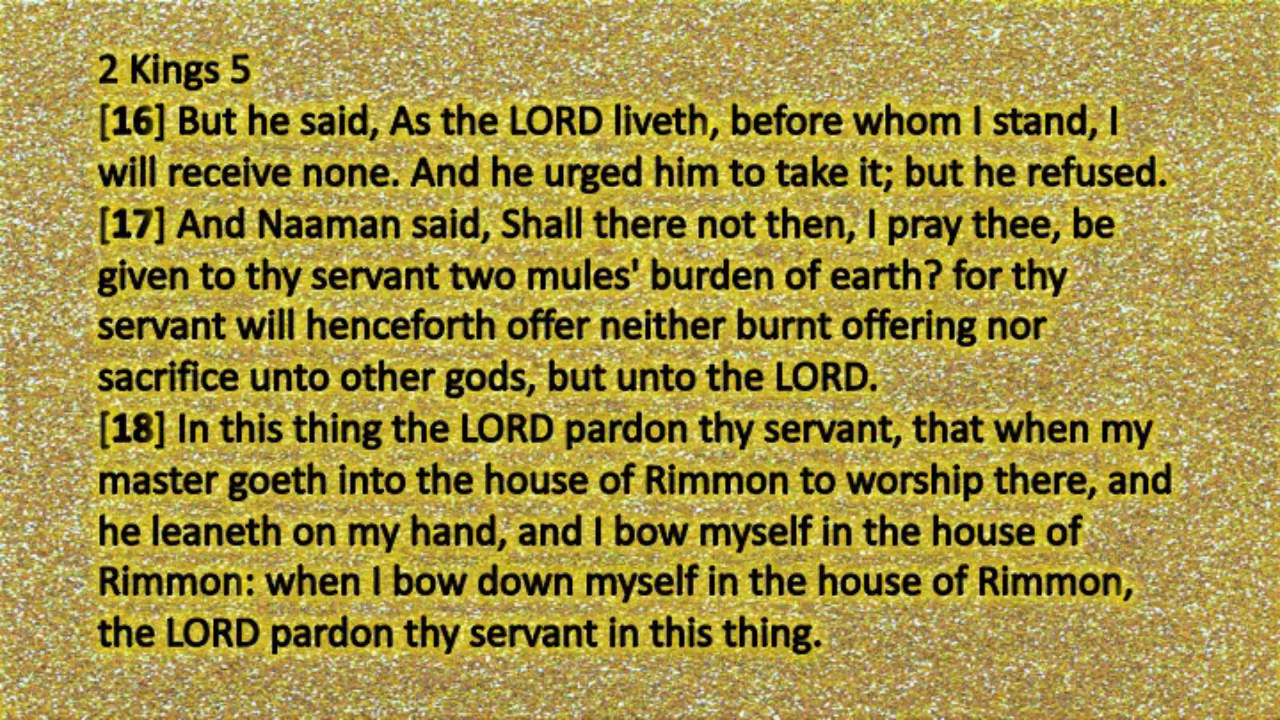 2 Kings 5
[16] But he said, As the LORD liveth, before whom I stand, I
will receive none. And he urged him to take it; but he refused.
[17] And Naaman said, Shall there not then, I pray thee, be
given to thy servant two mules' burden of earth? for thy
servant will henceforth offer neither burnt offering nor
sacrifice unto other gods, but unto the LORD.
[18] In this thing the LORD pardon thy servant, that when my
master goeth into the house of Rimmon to worship there, and
he leaneth on my hand, and I bow myself in the house of
Rimmon: when I bow down myself in the house of Rimmon,
the LORD pardon thy servant in this thing.